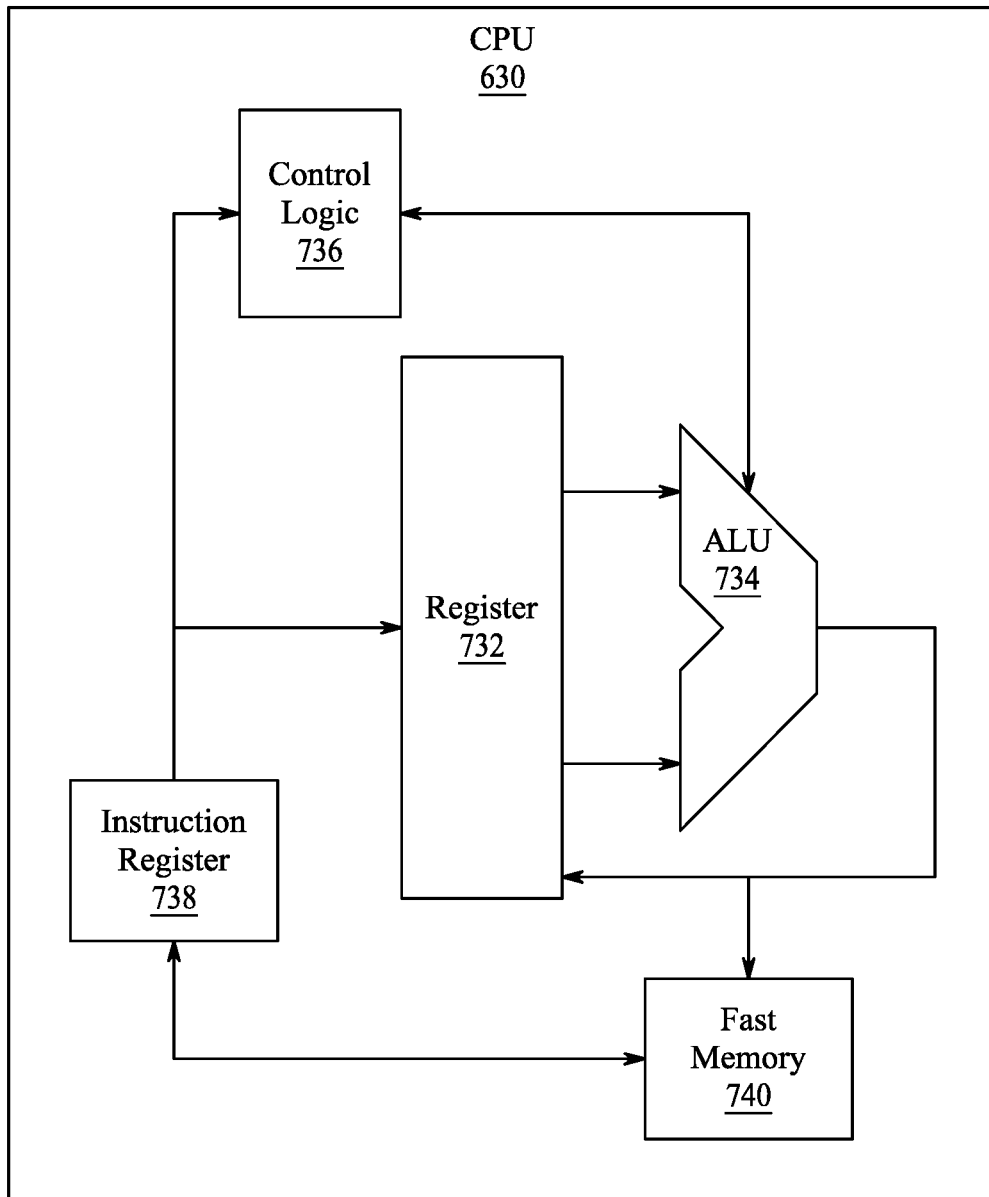 CPU
630
Control
Logic
736
ALU
734
Register
732
Instruction
Register
738
Fast
Memory
740